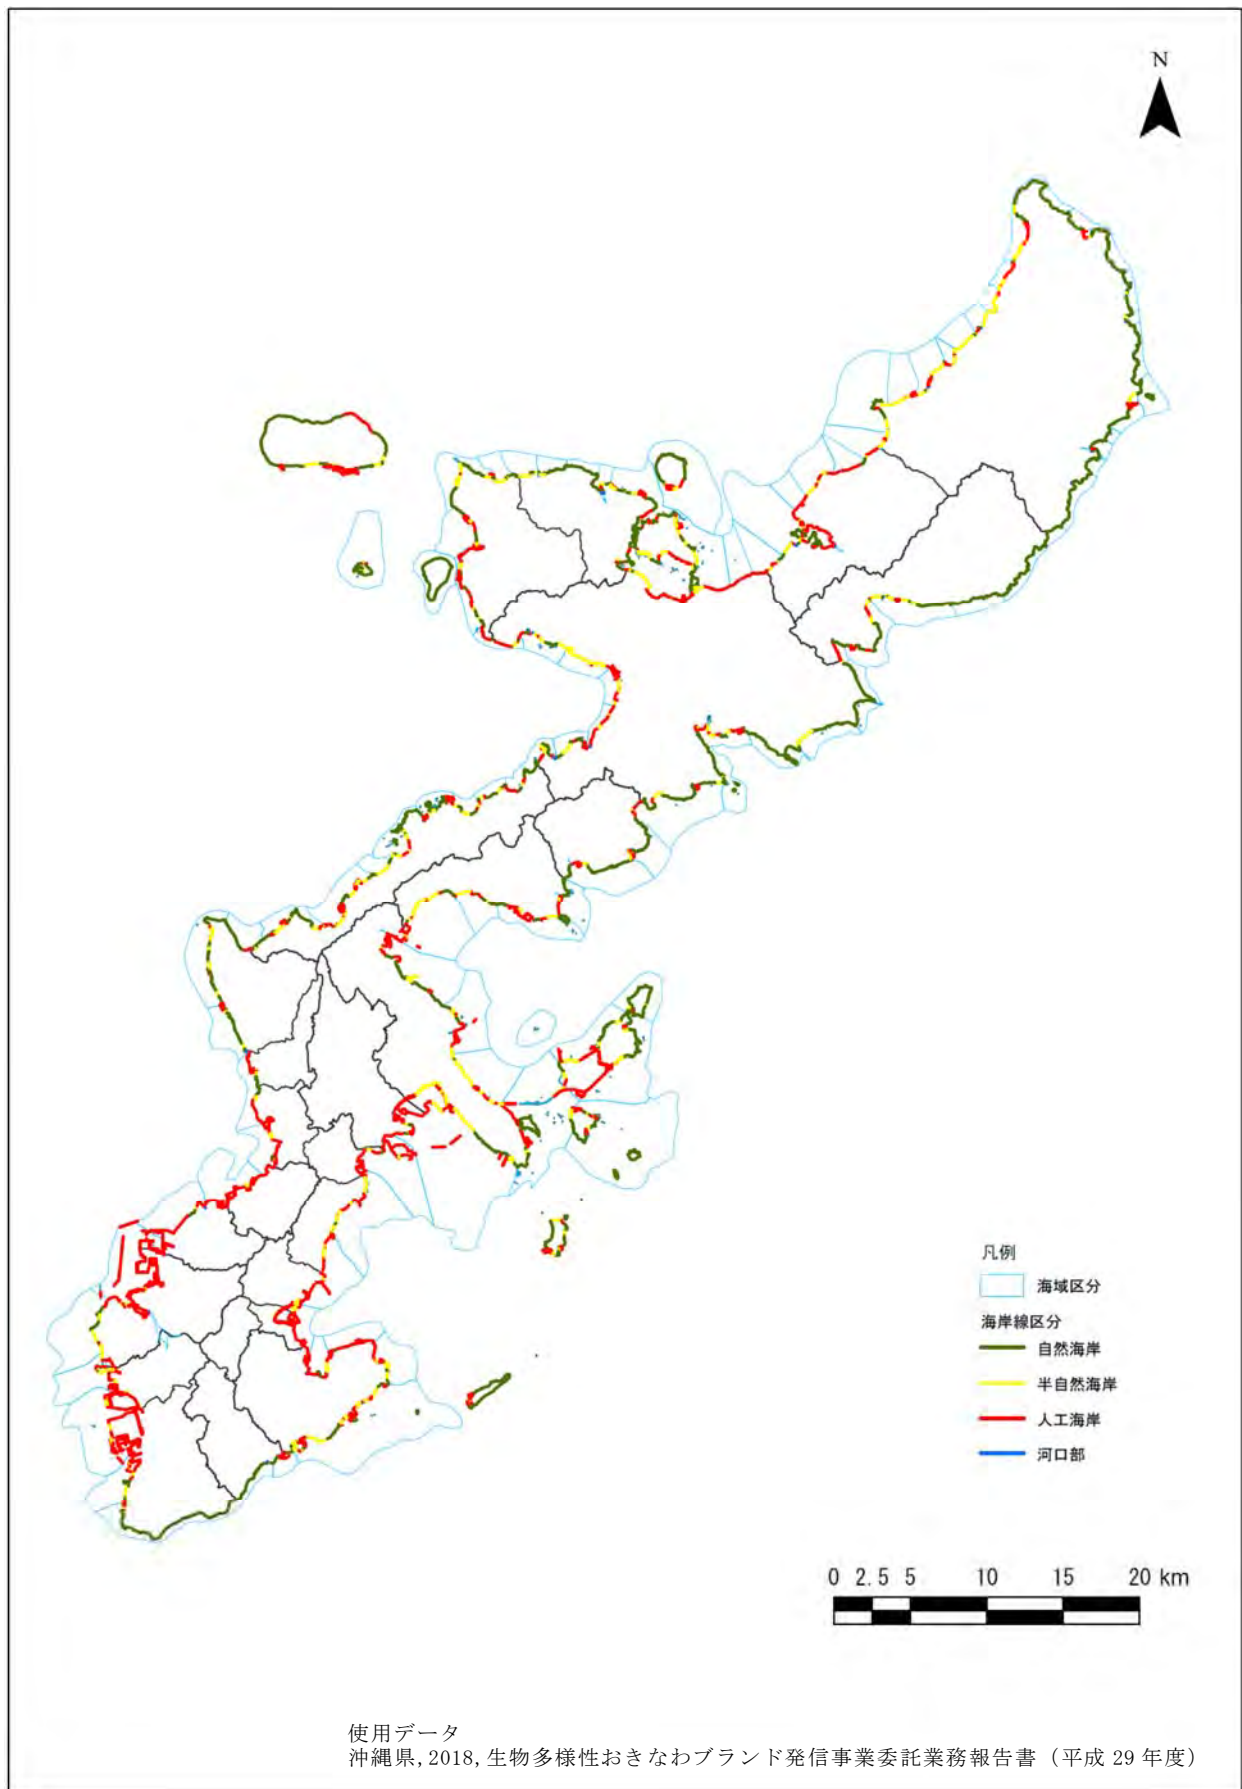 N
凡例
海域区分
海岸線区分
自然海岸
半自然海岸
人工海岸
河口部
0 2.5 5 10 15 20 km
使用データ
沖縄県,2018,生物多様性おきなわブランド発信事業委託業務報告書（平成 29 年度）